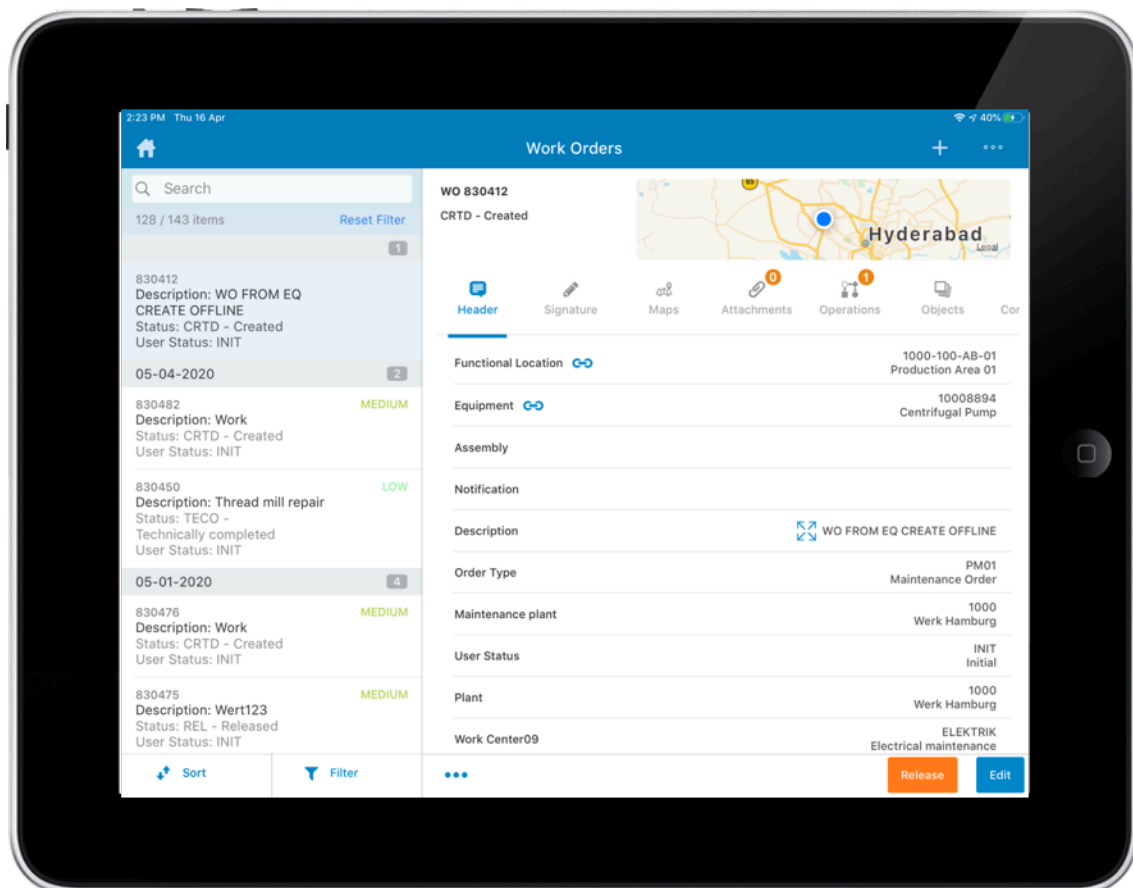 2:23 PM Thu 16 Apr
40%
Work Orders
Search
128 / 143 items Reset Filter
1
830412
Description: WO FROM EQ
CREATE OFFLINE
Status: CRTD - Created
User Status: INIT
05-04-2020 2
830482 MEDIUM
Description: Work
Status: CRTD - Created
User Status: INIT
830450 LOW
Description: Thread mill repair
Status: TECO -
Technically completed
User Status: INIT
05-01-2020 4
830476 MEDIUM
Description: Work
Status: CRTD - Created
User Status: INIT
830475 MEDIUM
Description: Wert123
Status: REL - Released
User Status: INIT
Sort Filter
WO 830412
CRTD - Created
65
Hyderabad
Legal
0 1
Header Signature Maps Attachments Operations Objects Cor
Functional Location 1000-100-AB-01
Production Area 01
Equipment 10008894
Centrifugal Pump
Assembly
Notification
Description WO FROM EQ CREATE OFFLINE
Order Type PM01
Maintenance Order
Maintenance plant 1000
Werk Hamburg
User Status INIT
Initial
Plant 1000
Werk Hamburg
Work Center09 ELEKTRIK
Electrical maintenance
Release Edit